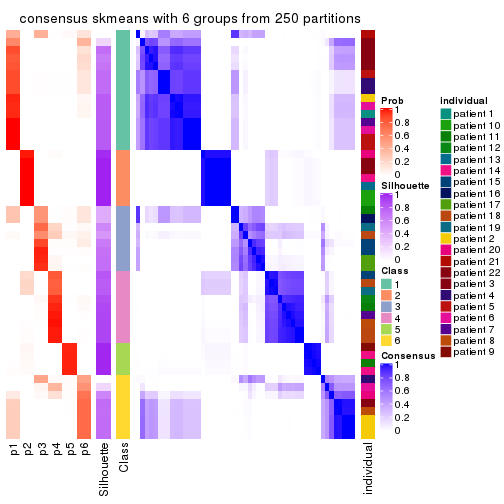 consensus skmeans with 6 groups from 250 partitions
p1
p2
p3
p4
p5
p6
Silhouette
Class
individual
Prob
1
0.8
0.6
0.4
0.2
0
Silhouette
1
0.8
0.6
0.4
0.2
0
Class
1
2
3
4
5
6
Consensus
1
0.8
0.6
0.4
0.2
0
individual
patient 1
patient 10
patient 11
patient 12
patient 13
patient 14
patient 15
patient 16
patient 17
patient 18
patient 19
patient 2
patient 20
patient 21
patient 22
patient 3
patient 4
patient 5
patient 6
patient 7
patient 8
patient 9